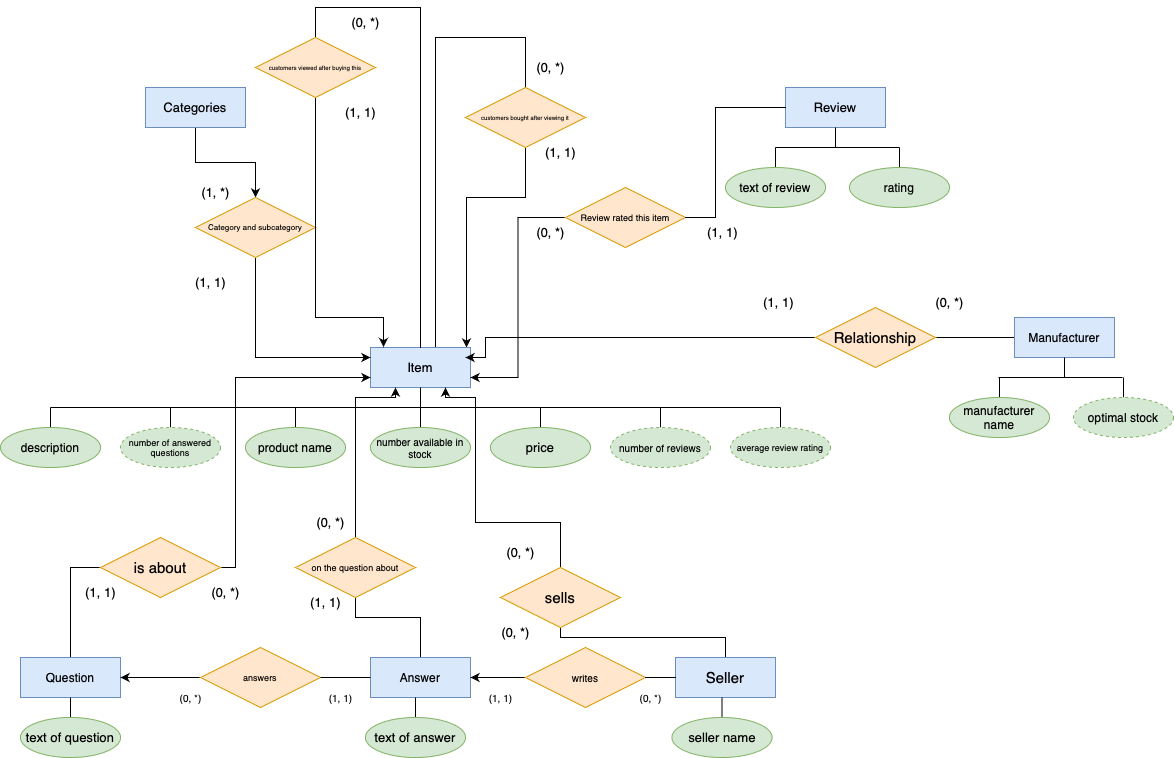 (0, *)
customers viewed after buying this
(0, *)
Categories
(1, 1)
Review
customers bought after viewing it
(1, 1)
(1, *)
text of review
rating
Category and subcategory
Review rated this item
(0, *)
(1, 1)
(1, 1)
(1, 1)
(0, *)
Relationship
Manufacturer
Item
description
number of answered
questions
product name
number available in
stock
price
number of reviews
average review rating
manufacturer
name
optimal stock
(0, *)
(0, *)
is about
on the question about
(1, 1)
(0, *)
(1, 1)
sells
(0, *)
Question
answers
Answer
writes
Seller
(0, *)
(1, 1)
(1, 1)
(0, *)
text of question
text of answer
seller name